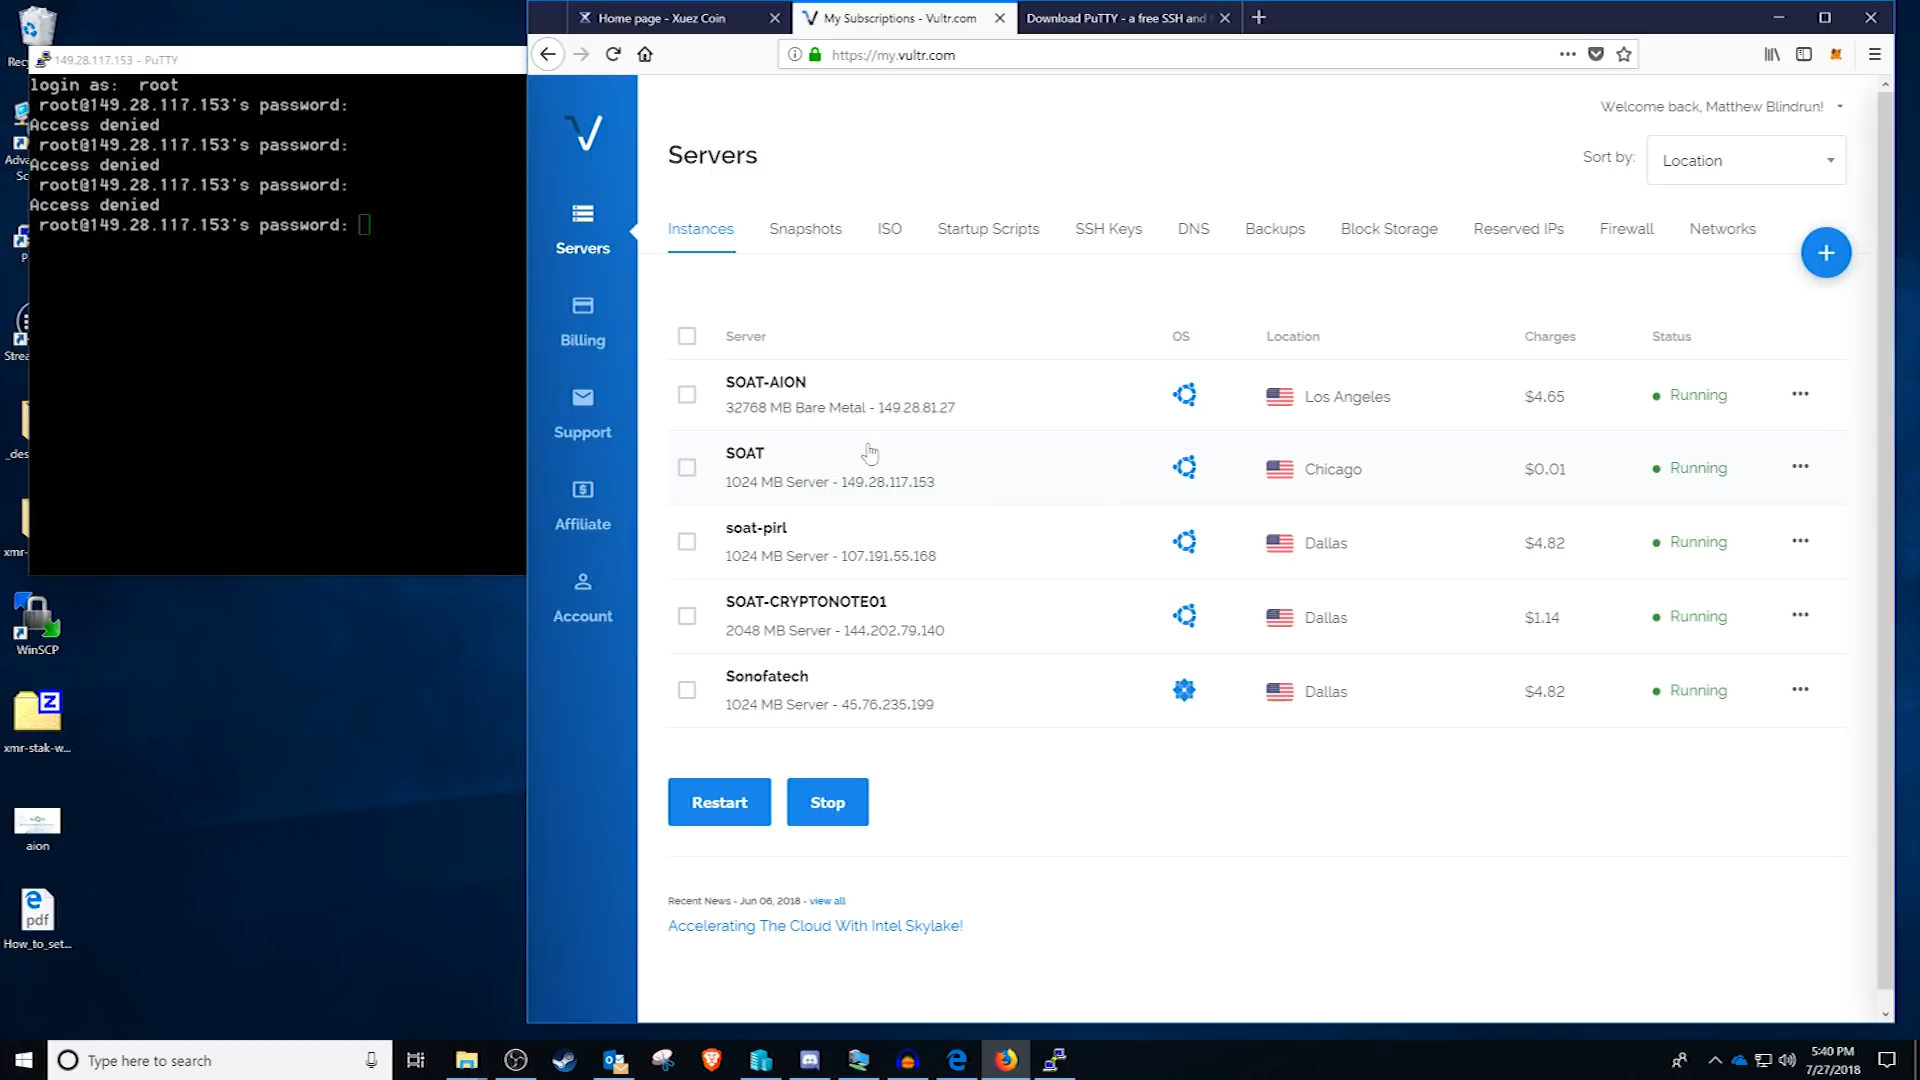 149.28.117.153 - PuTTY
login as: root
root@149.28.117.153's password:
Access denied
root@149.28.117.153's password:
Access denied
root@149.28.117.153's password:
Access denied
root@149.28.117.153's password:
WinSCP
xmr-stak-w...
aion
pdf
How_to_set...
Home page - Xuez Coin
My Subscriptions - Vultr.com
Download PuTTY - a free SSH and
https://my.vultr.com
Welcome back, Matthew Blindrun!
Servers
Sort by:
Location
Servers
Billing
Support
Affiliate
Account
Instances
Snapshots
ISO
Startup Scripts
SSH Keys
DNS
Backups
Block Storage
Reserved IPs
Firewall
Networks
Server
OS
Location
Charges
Status
SOAT-AION
32768 MB Bare Metal - 149.28.81.27
Los Angeles
$4.65
Running
SOAT
1024 MB Server - 149.28.117.153
Chicago
$0.01
Running
soat-pirl
1024 MB Server - 107.191.55.168
Dallas
$4.82
Running
SOAT-CRYPTONOTE01
2048 MB Server - 144.202.79.140
Dallas
$1.14
Running
Sonofatech
1024 MB Server - 45.76.235.199
Dallas
$4.82
Running
Restart
Stop
Recent News - Jun 06, 2018 - view all
Accelerating The Cloud With Intel Skylake!
Type here to search
5:40 PM
7/27/2018